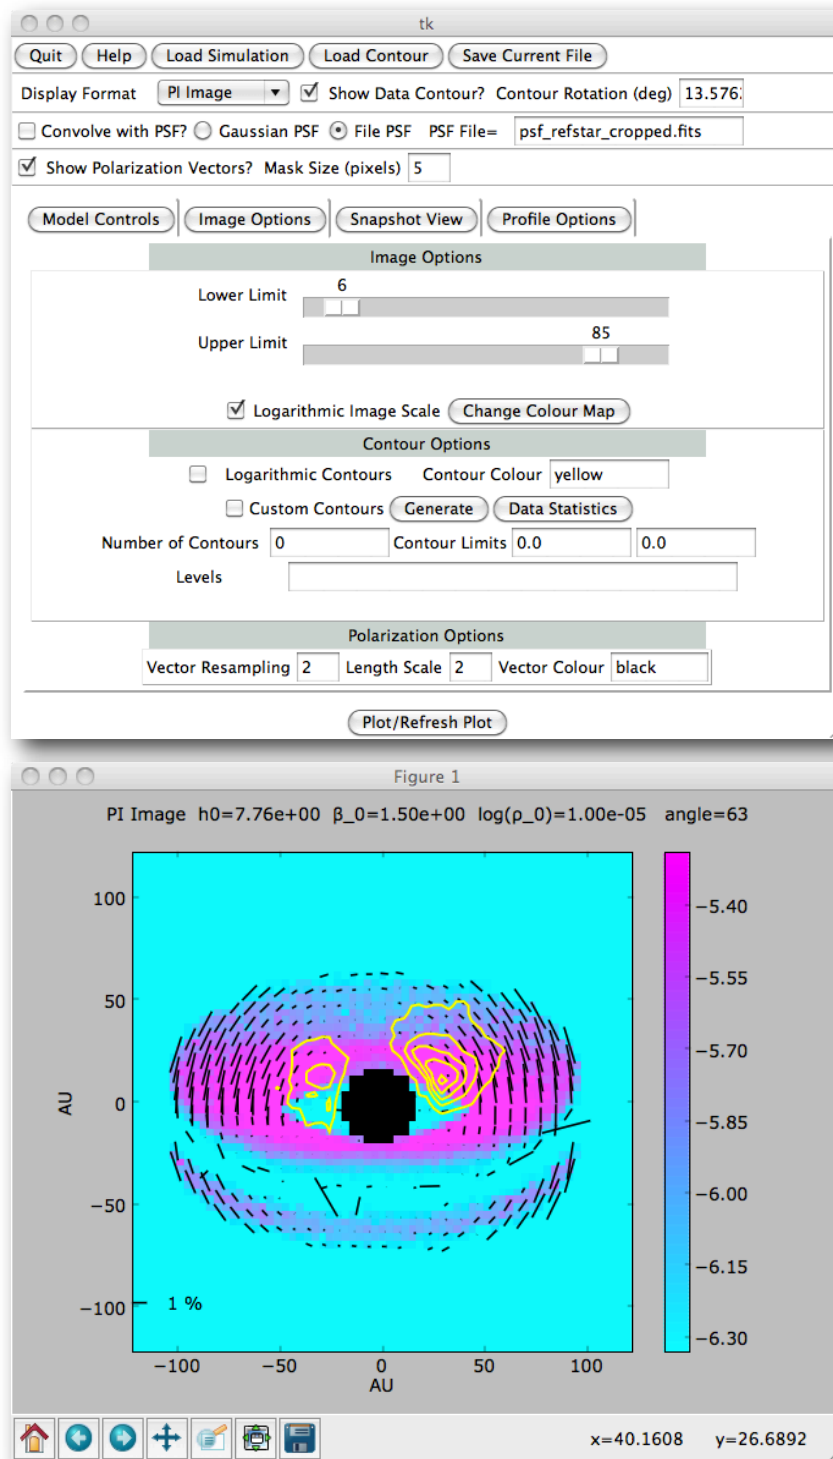 tk
Quit Help Load Simulation Load Contour Save Current File
Display Format PI Image Show Data Contour? Contour Rotation (deg) 13.576
Convolve with PSF? Gaussian PSF File PSF PSF File= psf_refstar_cropped.fits
Show Polarization Vectors? Mask Size (pixels) 5
Model Controls Image Options Snapshot View Profile Options
Image Options
6
Lower Limit
85
Upper Limit
Logarithmic Image Scale Change Colour Map
Contour Options
Logarithmic Contours Contour Colour yellow
Custom Contours Generate Data Statistics
Number of Contours 0 Contour Limits 0.0 0.0
Levels
Polarization Options
Vector Resampling 2 Length Scale 2 Vector Colour black
Plot/Refresh Plot
Figure 1
PI Image h0=7.76e+00 β_0=1.50e+00 log(ρ_0)=1.00e-05 angle=63
100
50
0
−50
−100
AU
1 %
−100 −50 0 50 100
AU
−5.40
−5.55
−5.70
−5.85
−6.00
−6.15
−6.30
x=40.1608 y=26.6892